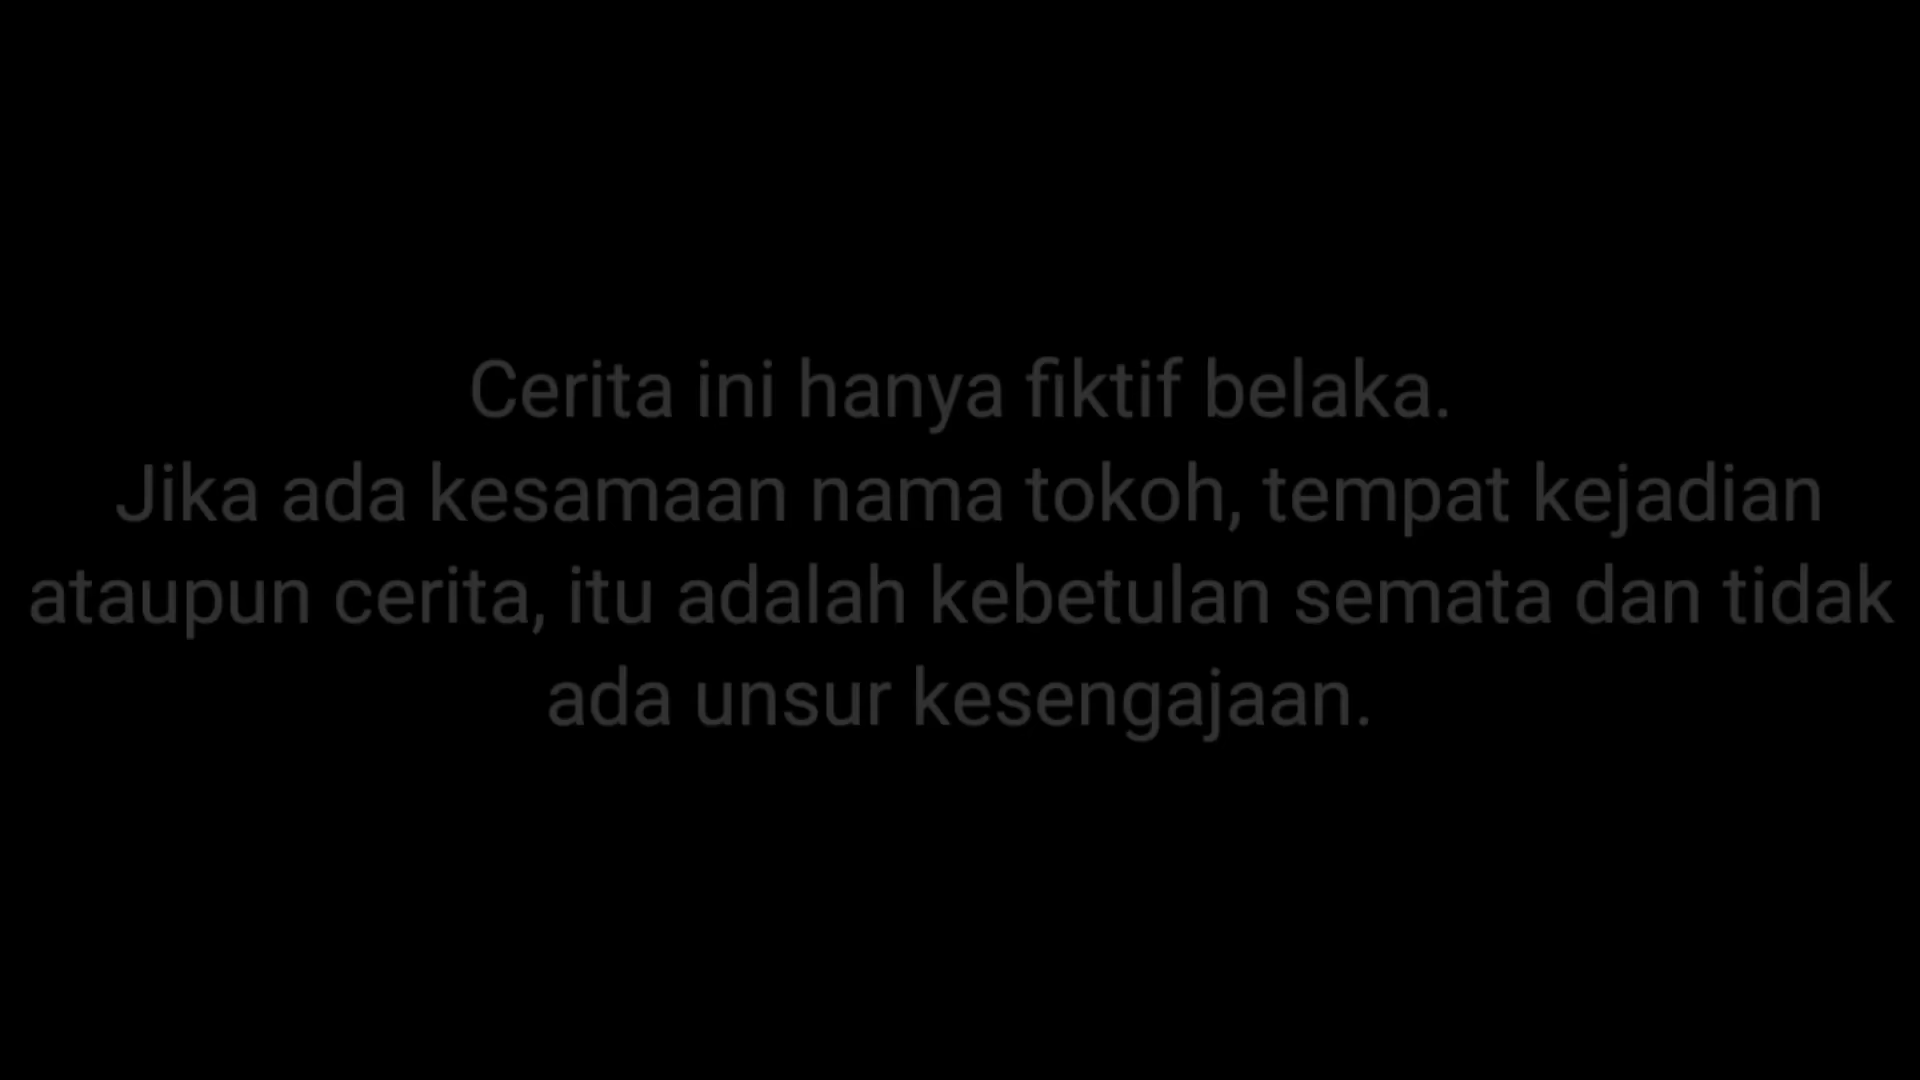 Cerita ini hanya fiktif belaka.
Jika ada kesamaan nama tokoh, tempat kejadian
ataupun cerita, itu adalah kebetulan semata dan tidak
ada unsur kesengajaan.